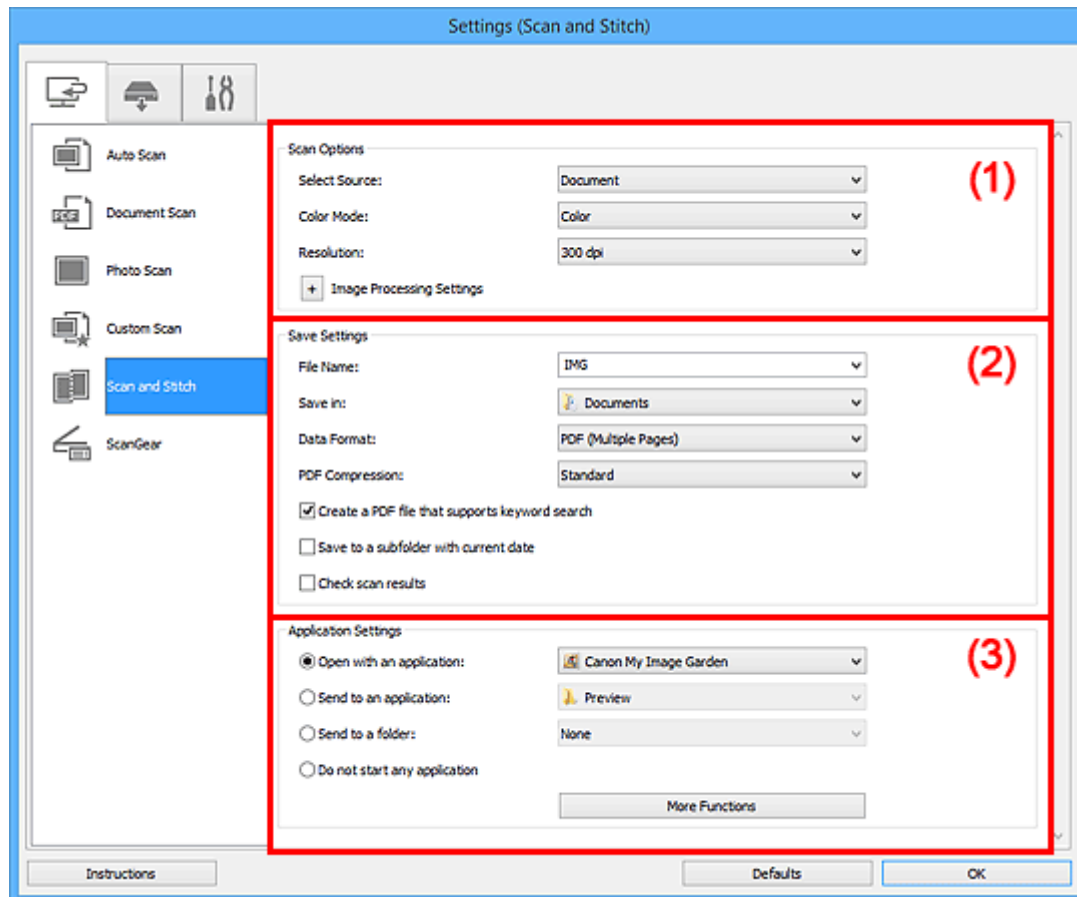 Settings (Scan and Stitch)
Auto Scan
PDF
Document Scan
Photo Scan
Custom Scan
Scan and Stitch
ScanGear
Scan Options
(1)
Select Source: Document
Color Mode: Color
Resolution: 300 dpi
+ Image Processing Settings
Save Settings
(2)
File Name: IMG
Save in: Documents
Data Format: PDF (Multiple Pages)
PDF Compression: Standard
Create a PDF file that supports keyword search
Save to a subfolder with current date
Check scan results
Application Settings
(3)
Open with an application: Canon My Image Garden
Send to an application: Preview
Send to a folder: None
Do not start any application
More Functions
Instructions Defaults OK